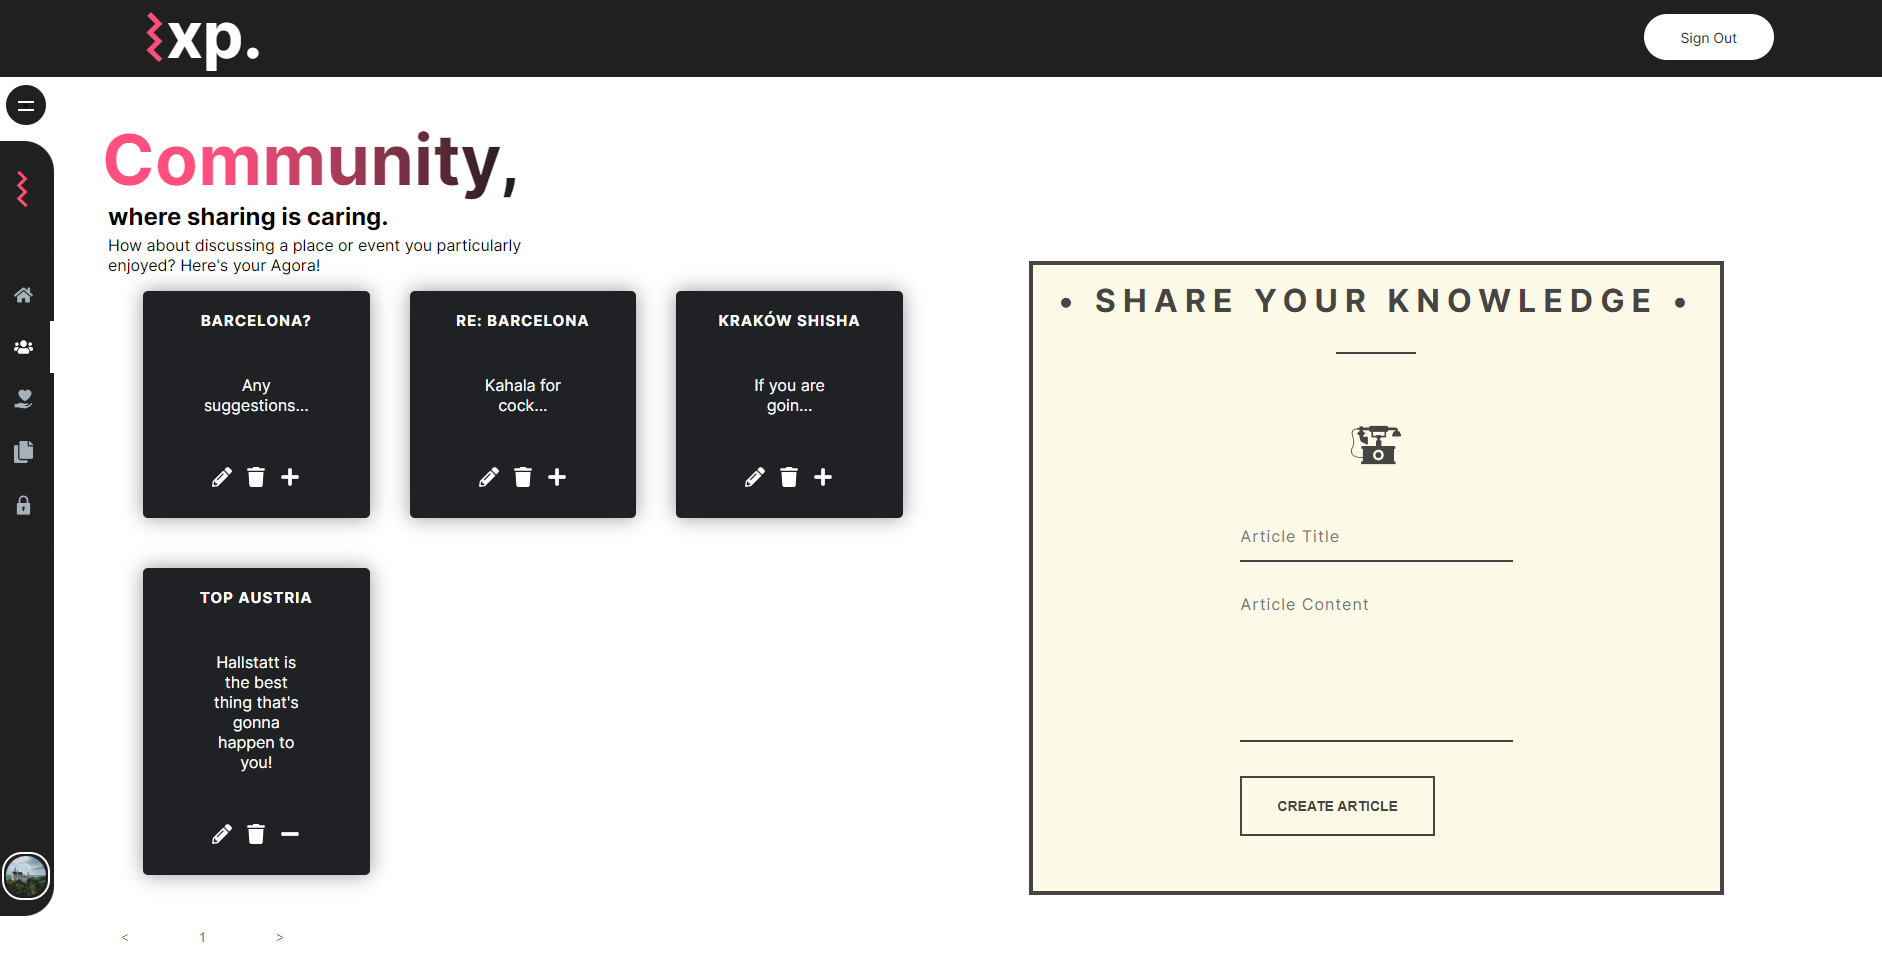 xp.
Sign Out
Community,
where sharing is caring.
How about discussing a place or event you particularly
enjoyed? Here's your Agora!
BARCELONA?
Any
suggestions...
RE: BARCELONA
Kahala for
cock...
KRAKÓW SHISHA
If you are
goin...
TOP AUSTRIA
Hallstatt is
the best
thing that's
gonna
happen to
you!
< 1 >
• SHARE YOUR KNOWLEDGE •
Article Title
Article Content
CREATE ARTICLE